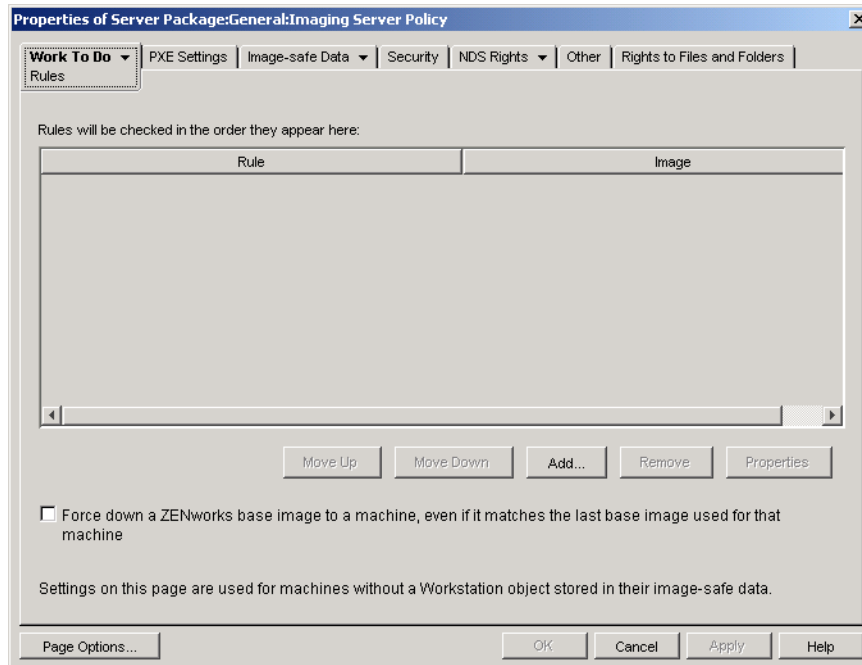 Properties of Server Package:General:Imaging Server Policy
Work To Do PXE Settings Image-safe Data Security NDS Rights Other Rights to Files and Folders
Rules
Rules will be checked in the order they appear here:
Rule Image
Move Up Move Down Add... Remove Properties
Force down a ZENworks base image to a machine, even if it matches the last base image used for that
machine
Settings on this page are used for machines without a Workstation object stored in their image-safe data.
Page Options... OK Cancel Apply Help